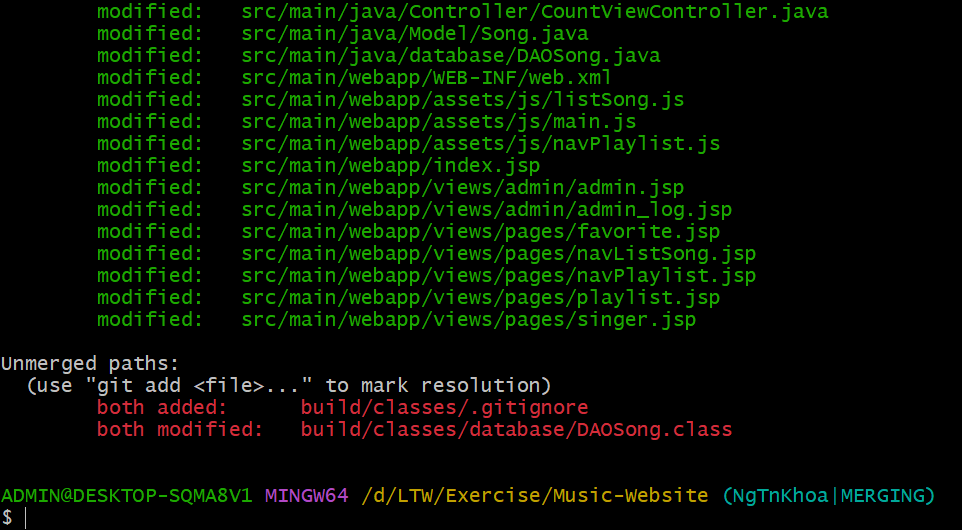 modified:   src/main/java/Controller/CountViewController.java
modified:   src/main/java/Model/Song.java
modified:   src/main/java/database/DAOSong.java
modified:   src/main/webapp/WEB-INF/web.xml
modified:   src/main/webapp/assets/js/listSong.js
modified:   src/main/webapp/assets/js/main.js
modified:   src/main/webapp/assets/js/navPlaylist.js
modified:   src/main/webapp/index.jsp
modified:   src/main/webapp/views/admin/admin.jsp
modified:   src/main/webapp/views/admin/admin_log.jsp
modified:   src/main/webapp/views/pages/favorite.jsp
modified:   src/main/webapp/views/pages/navListSong.jsp
modified:   src/main/webapp/views/pages/navPlaylist.jsp
modified:   src/main/webapp/views/pages/playlist.jsp
modified:   src/main/webapp/views/pages/singer.jsp
Unmerged paths:
(use "git add <file>..." to mark resolution)
both added:      build/classes/.gitignore
both modified:   build/classes/database/DAOSong.class
ADMIN@DESKTOP-SQMA8V1 MINGW64 /d/LTW/Exercise/Music-Website (NgTnKhoa|MERGING)
$